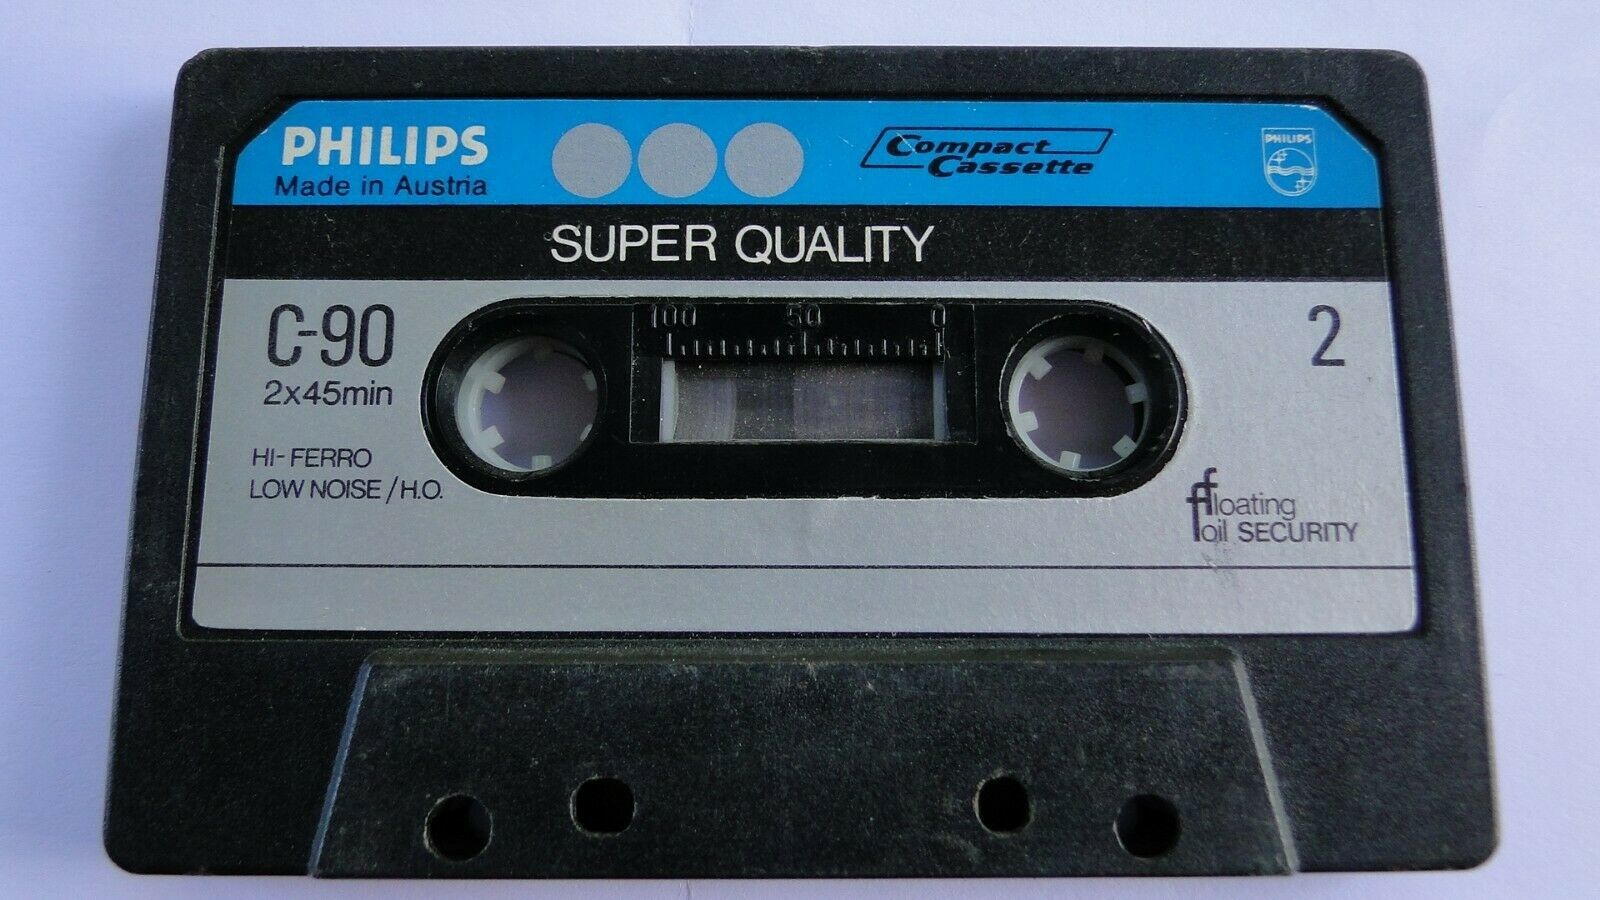 PHILIPS
Made in Austria
Compact
Cassette
PHILIPS
SUPER QUALITY
C-90
2x45min
HI-FERRO
LOW NOISE/H.O.
100 50 0
2
floating
foil SECURITY